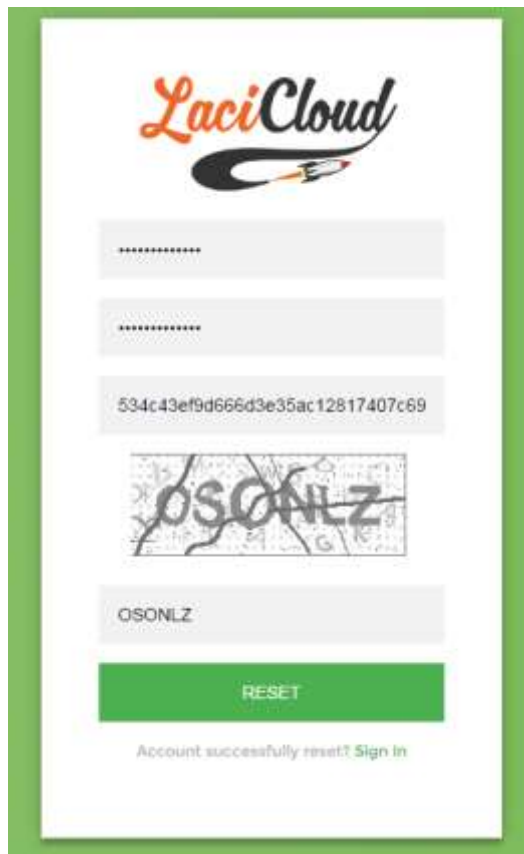 LaciCloud
•••••••••••••
•••••••••••••
534c43ef9d666d3e35ac12817407c69
OSONLZ
OSONLZ
RESET
Account successfully reset? Sign In